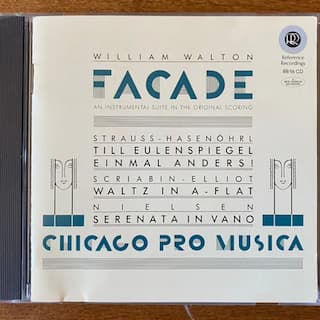 WILLIAM WALTON
FAÇADE
AN INSTRUMENTAL SUITE IN THE ORIGINAL SCORING
STRAUSS-HASENÖHRL
TILL EULENSPIEGEL
EINMAL ANDERS!
SCRIABIN-ELLIOT
WALTZ IN A-FLAT
NIELSEN
SERENATA IN VANO
CHICAGO PRO MUSICA
RR
Reference
Recordings
RR-16 CD